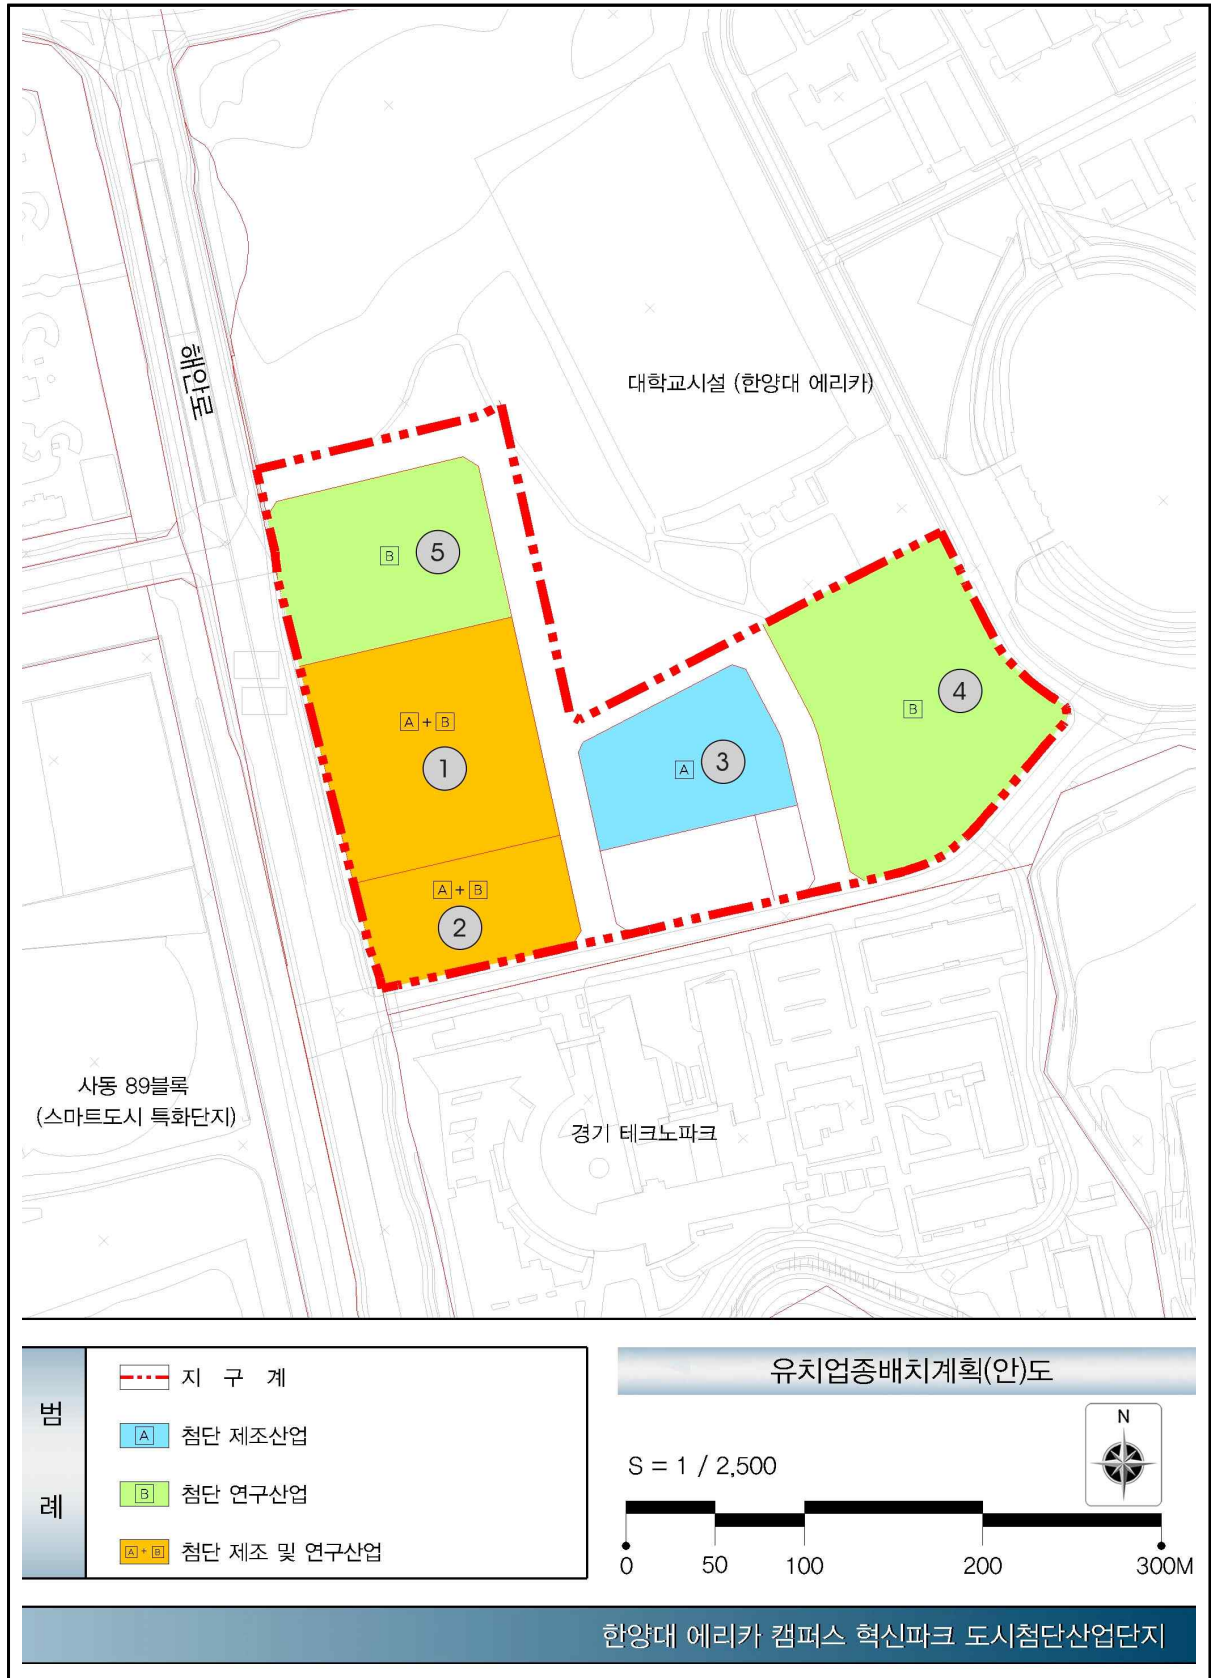 해안로
대학교시설 (한양대 에리카)
B 5
A + B
1
A + B
2
A 3
B 4
사동 89블록
(스마트도시 특화단지)
경기 테크노파크
범 례
지 구 계
A 첨단 제조산업
B 첨단 연구산업
A + B 첨단 제조 및 연구산업
유치업종배치계획(안)도
N
S = 1 / 2,500
0 50 100 200 300M
한양대 에리카 캠퍼스 혁신파크 도시첨단산업단지